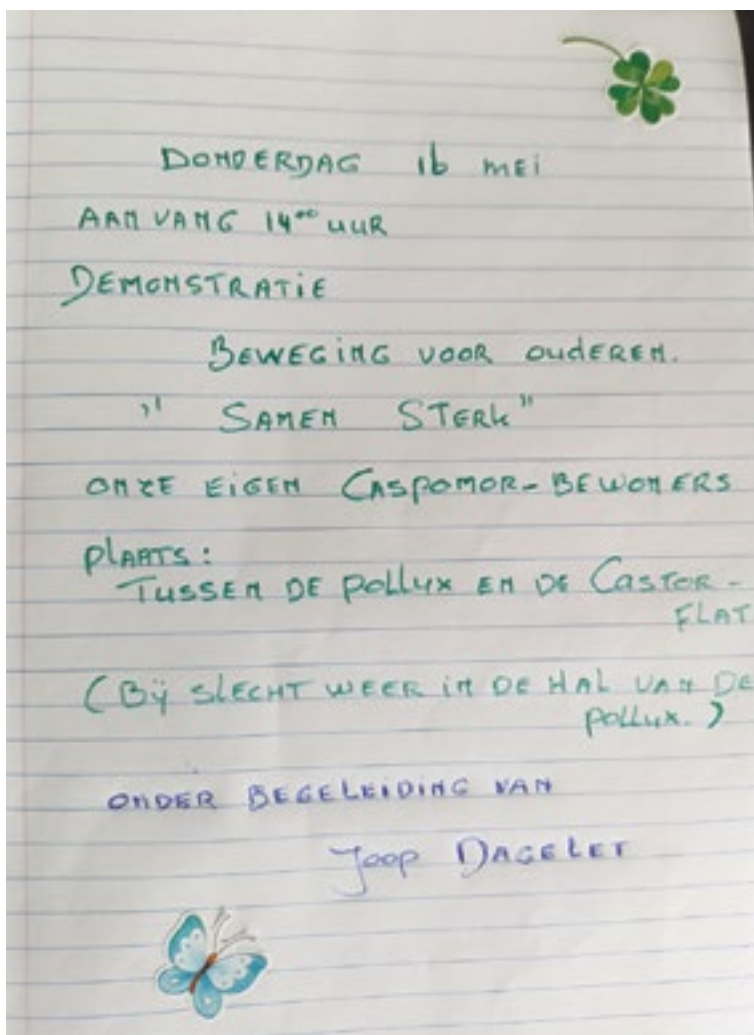 DONDERDAG 16 mei
AANVANG 14⁰⁰ uur
DEMONSTRATiE
BEWEGiNG VOOR OUDEREN.
" SAMEN STERK"
ONZE EiGEN CASPOMOR-BEWONERS
PLAATS:
TUSSEN DE POLLUX EN DE CASTOR-
FLAT
(Bij SLECHT WEER iN DE HAL VAN DE
POLLUX.)
ONDER BEGELEIDING VAN
Joop DAGELET